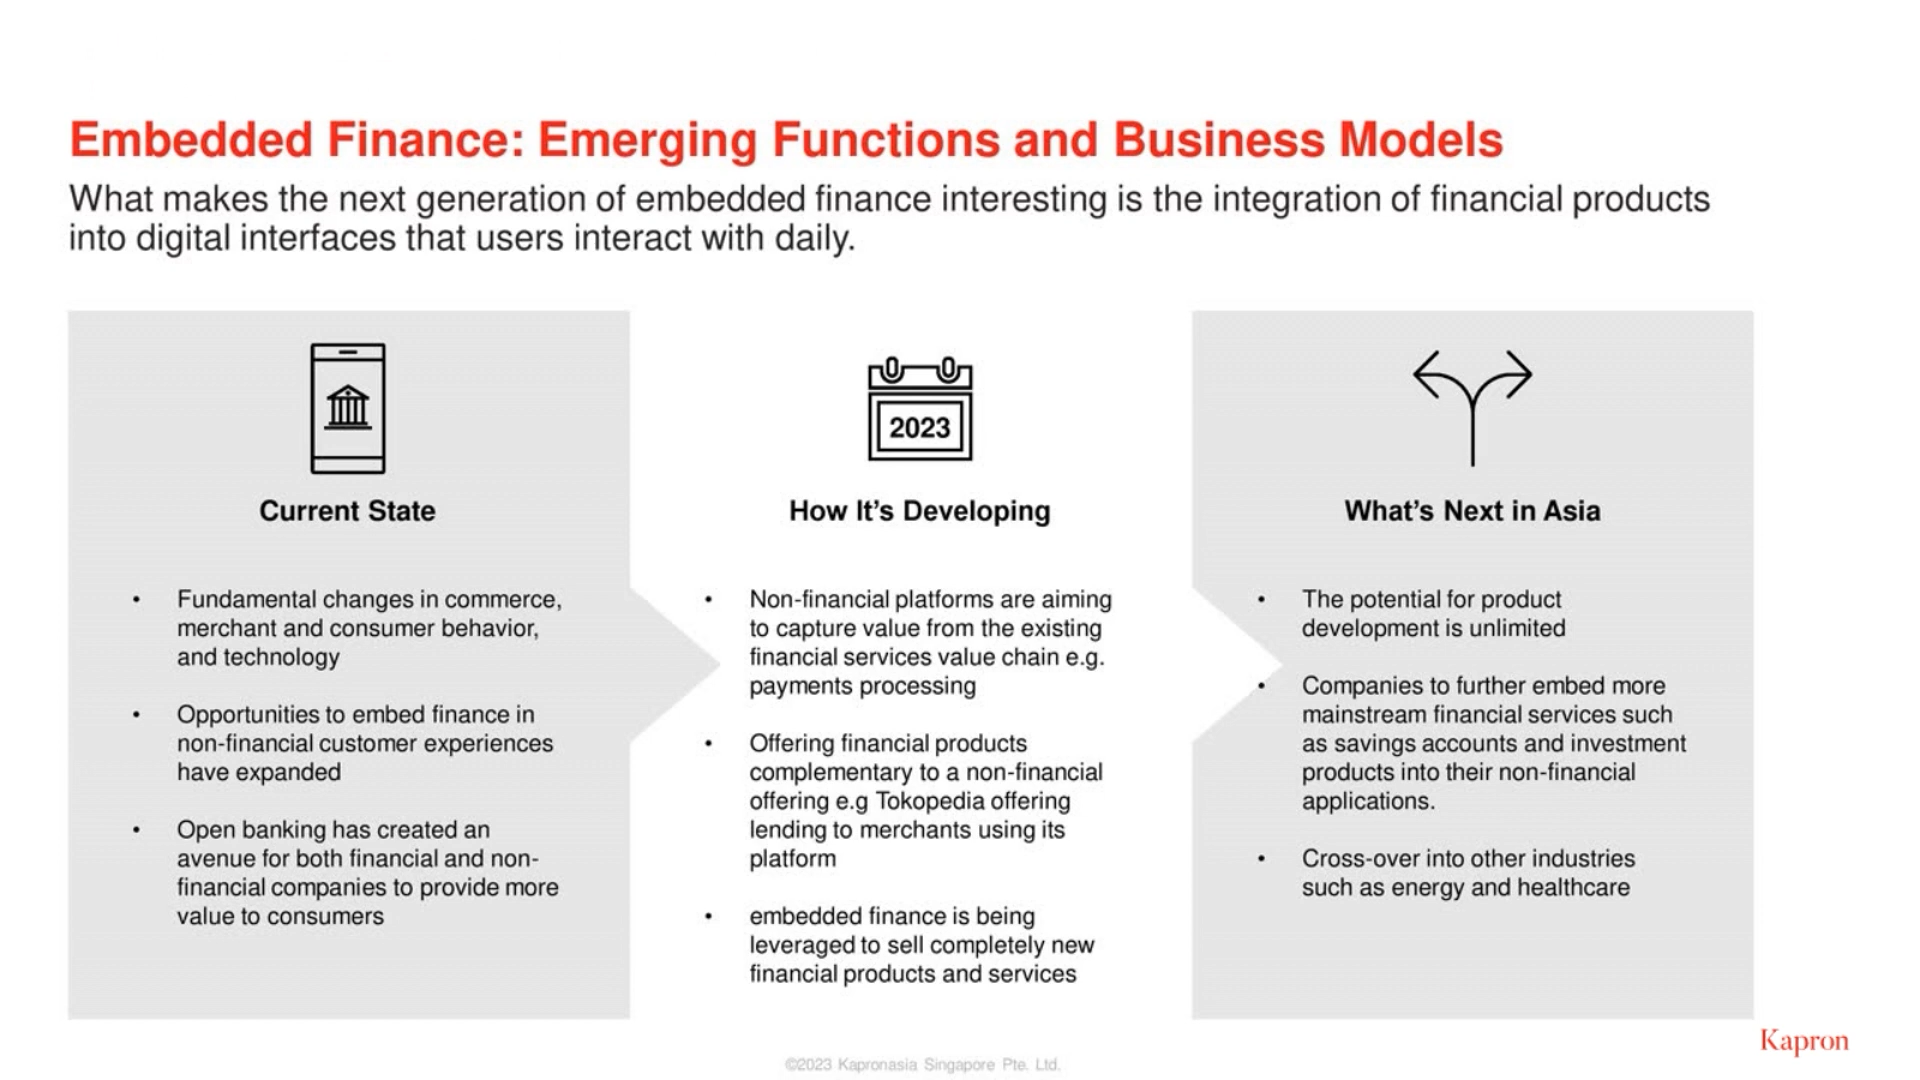 Embedded Finance: Emerging Functions and Business Models
What makes the next generation of embedded finance interesting is the integration of financial products
into digital interfaces that users interact with daily.
Current State
• Fundamental changes in commerce,
merchant and consumer behavior,
and technology
• Opportunities to embed finance in
non-financial customer experiences
have expanded
• Open banking has created an
avenue for both financial and non-
financial companies to provide more
value to consumers
2023
How It’s Developing
• Non-financial platforms are aiming
to capture value from the existing
financial services value chain e.g.
payments processing
• Offering financial products
complementary to a non-financial
offering e.g Tokopedia offering
lending to merchants using its
platform
• embedded finance is being
leveraged to sell completely new
financial products and services
What’s Next in Asia
• The potential for product
development is unlimited
• Companies to further embed more
mainstream financial services such
as savings accounts and investment
products into their non-financial
applications.
• Cross-over into other industries
such as energy and healthcare
Kapron
©2023 Kapronasia Singapore Pte. Ltd.